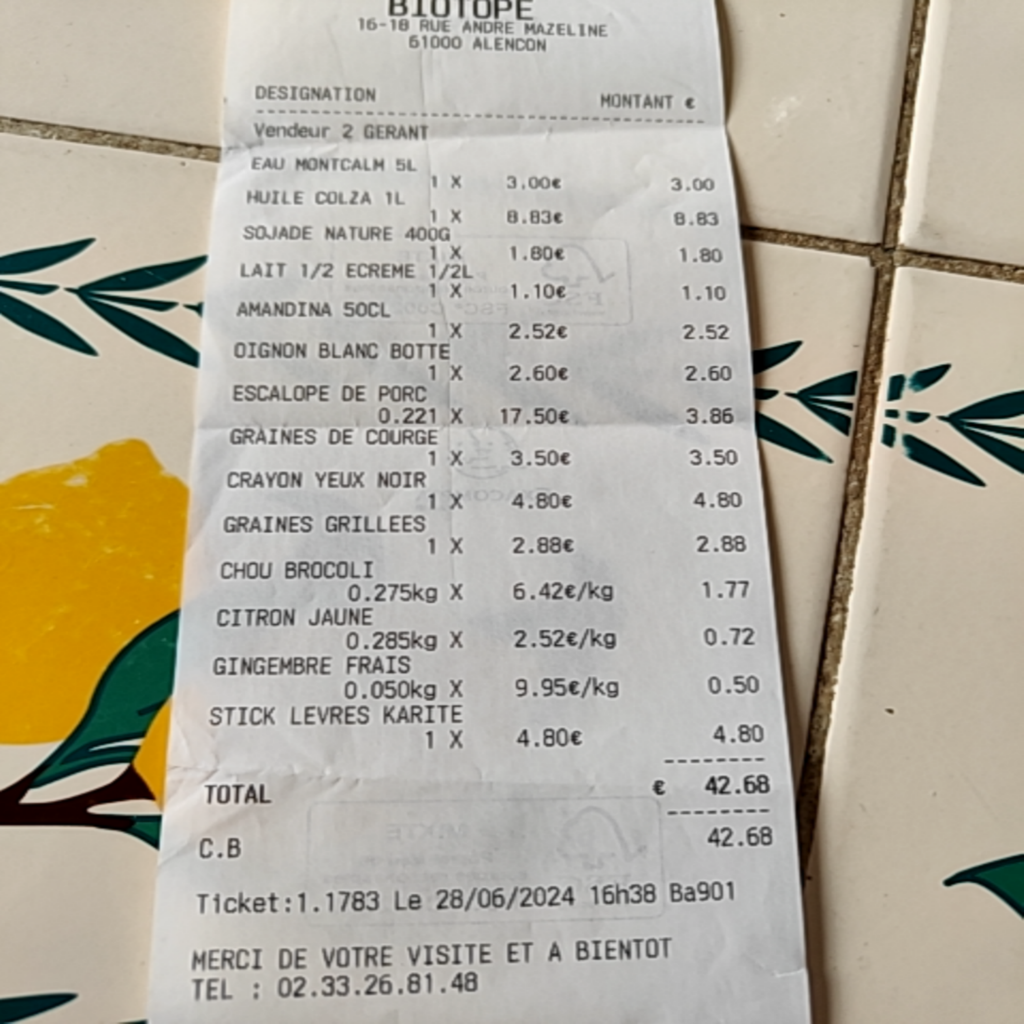 BIOTOPE
16-18 RUE ANDRE MAZELINE
61000 ALENCON
DESIGNATION MONTANT €
Vendeur 2 GERANT
EAU MONTCALM 5L
1 X 3.00€ 3.00
HUILE COLZA 1L
1 X 8.83€ 8.83
SOJADE NATURE 400G
1 X 1.80€ 1.80
LAIT 1/2 ECREME 1/2L
1 X 1.10€ 1.10
AMANDINA 50CL
1 X 2.52€ 2.52
OIGNON BLANC BOTTE
1 X 2.60€ 2.60
ESCALOPE DE PORC
0.221 X 17.50€ 3.86
GRAINES DE COURGE
1 X 3.50€ 3.50
CRAYON YEUX NOIR
1 X 4.80€ 4.80
GRAINES GRILLEES
1 X 2.88€ 2.88
CHOU BROCOLI
0.275kg X 6.42€/kg 1.77
CITRON JAUNE
0.285kg X 2.52€/kg 0.72
GINGEMBRE FRAIS
0.050kg X 9.95€/kg 0.50
STICK LEVRES KARITE
1 X 4.80€ 4.80
TOTAL € 42.68
C.B 42.68
Ticket:1.1783 Le 28/06/2024 16h38 Ba901
MERCI DE VOTRE VISITE ET A BIENTOT
TEL : 02.33.26.81.48